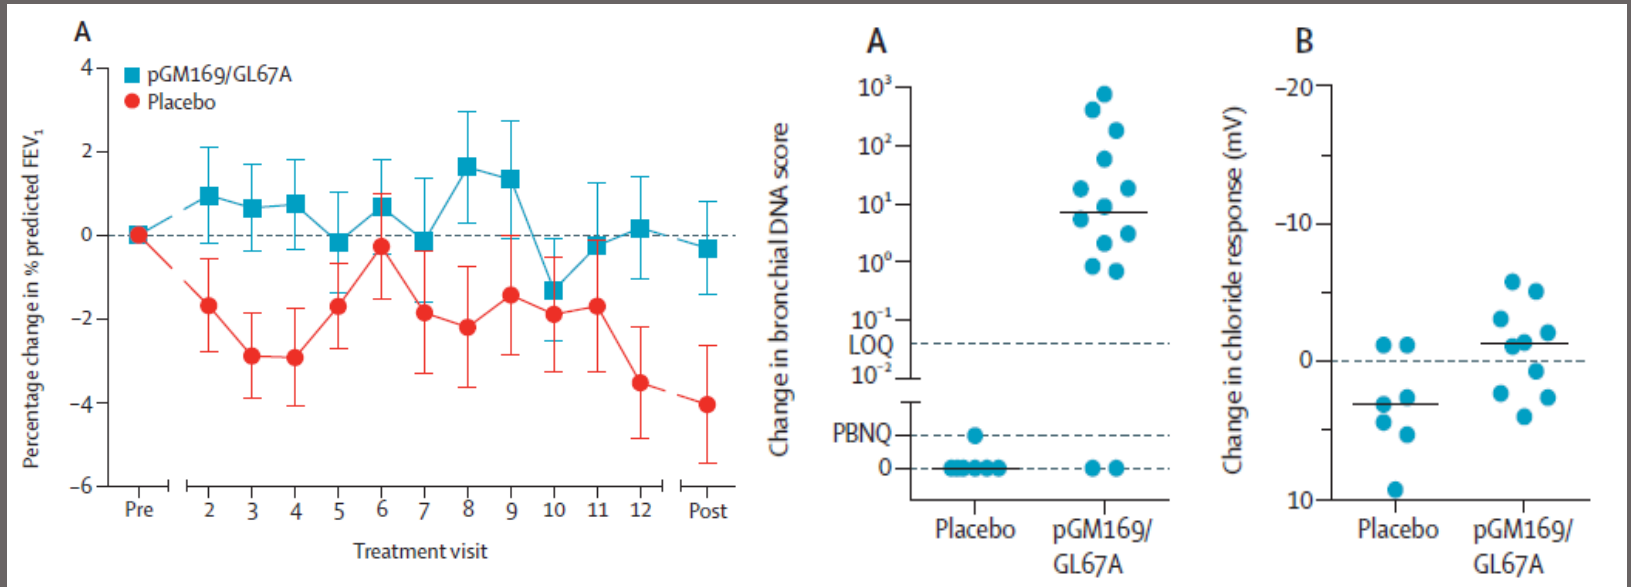 A
pGM169/GL67A
Placebo
Percentage change in % predicted FEV₁
4
2
0
−2
−4
−6
Pre 2 3 4 5 6 7 8 9 10 11 12 Post
Treatment visit
A
Change in bronchial DNA score
10³
10²
10¹
10⁰
10⁻¹
LOQ
10⁻²
PBNQ
0
Placebo pGM169/
GL67A
B
Change in chloride response (mV)
−20
−10
0
10
Placebo pGM169/
GL67A